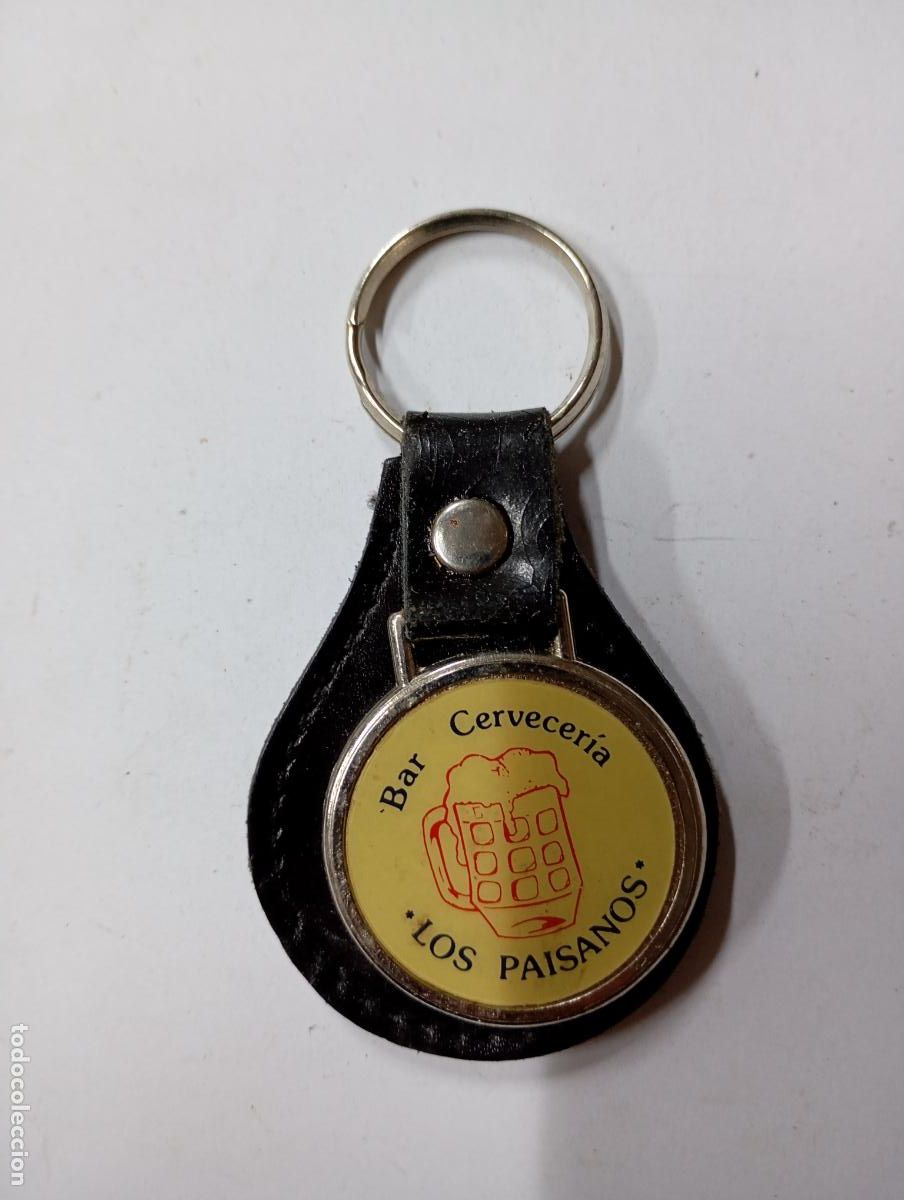 Bar Cervecería
* LOS PAISANOS *
todocoleccion